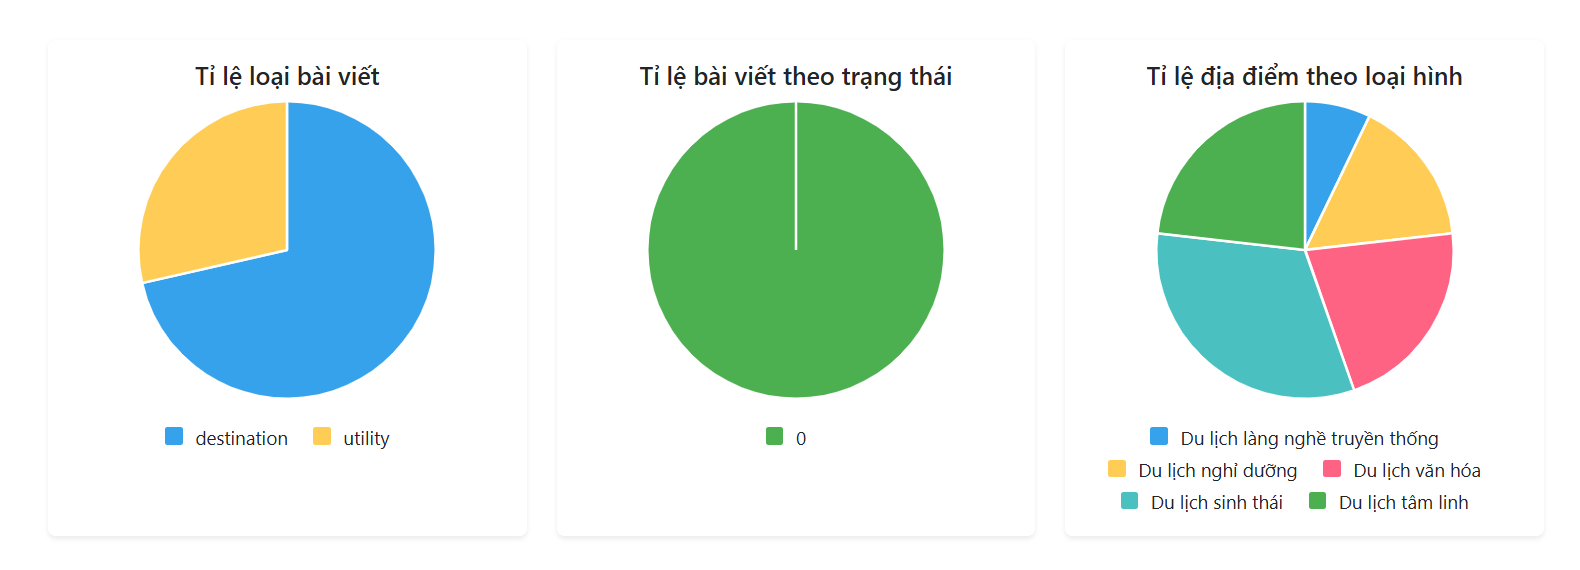 Tỉ lệ loại bài viết
destination utility
Tỉ lệ bài viết theo trạng thái
0
Tỉ lệ địa điểm theo loại hình
Du lịch làng nghề truyền thống
Du lịch nghỉ dưỡng Du lịch văn hóa
Du lịch sinh thái Du lịch tâm linh